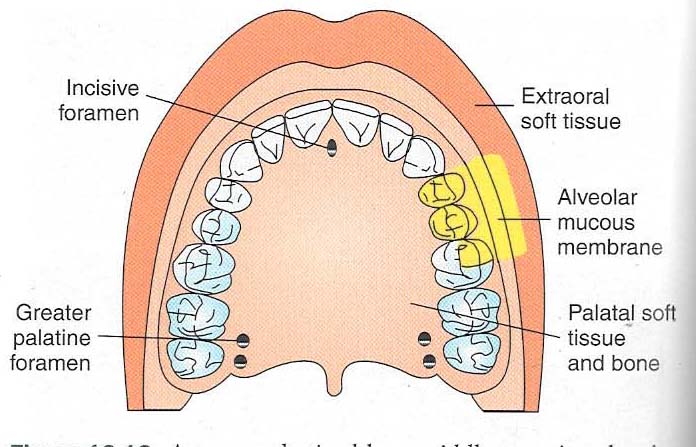 Incisive
foramen
Extraoral
soft tissue
Alveolar
mucous
membrane
Greater
palatine
foramen
Palatal soft
tissue
and bone